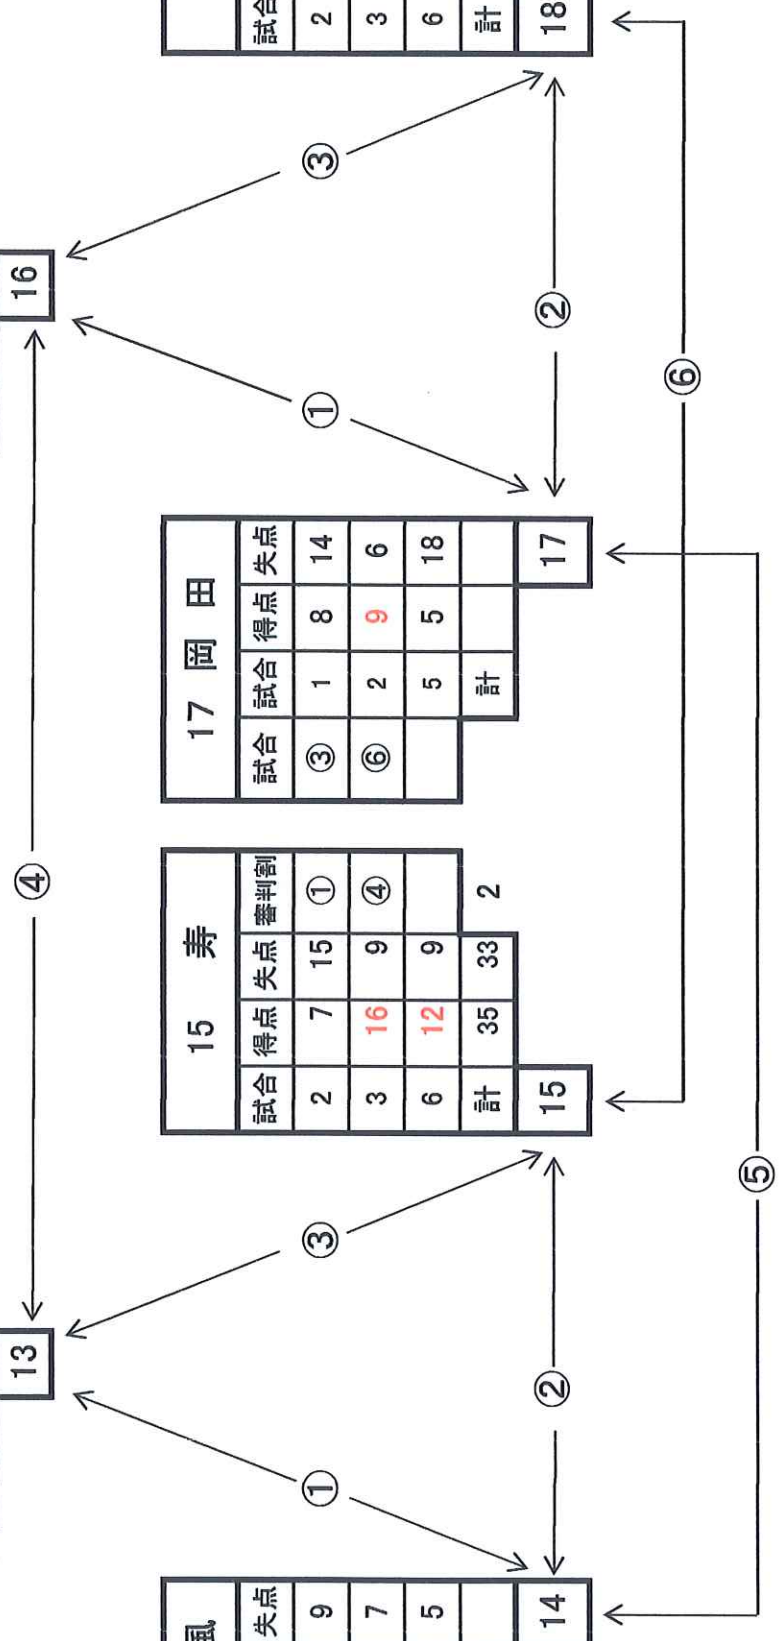 13 ④ 16
15 寿 17 岡 田
失点 試合 得点 失点 審判割 試合 試合 得点 失点 試合
9 ① ③ 2 7 15 ① ③ 1 8 14 ① ③ 2
7 3 16 9 ④ ⑥ 2 9 6 3
5 6 12 9 5 5 18 6
計 35 33 2 計 計
14 ② 15 17 ② 18
⑥
⑤